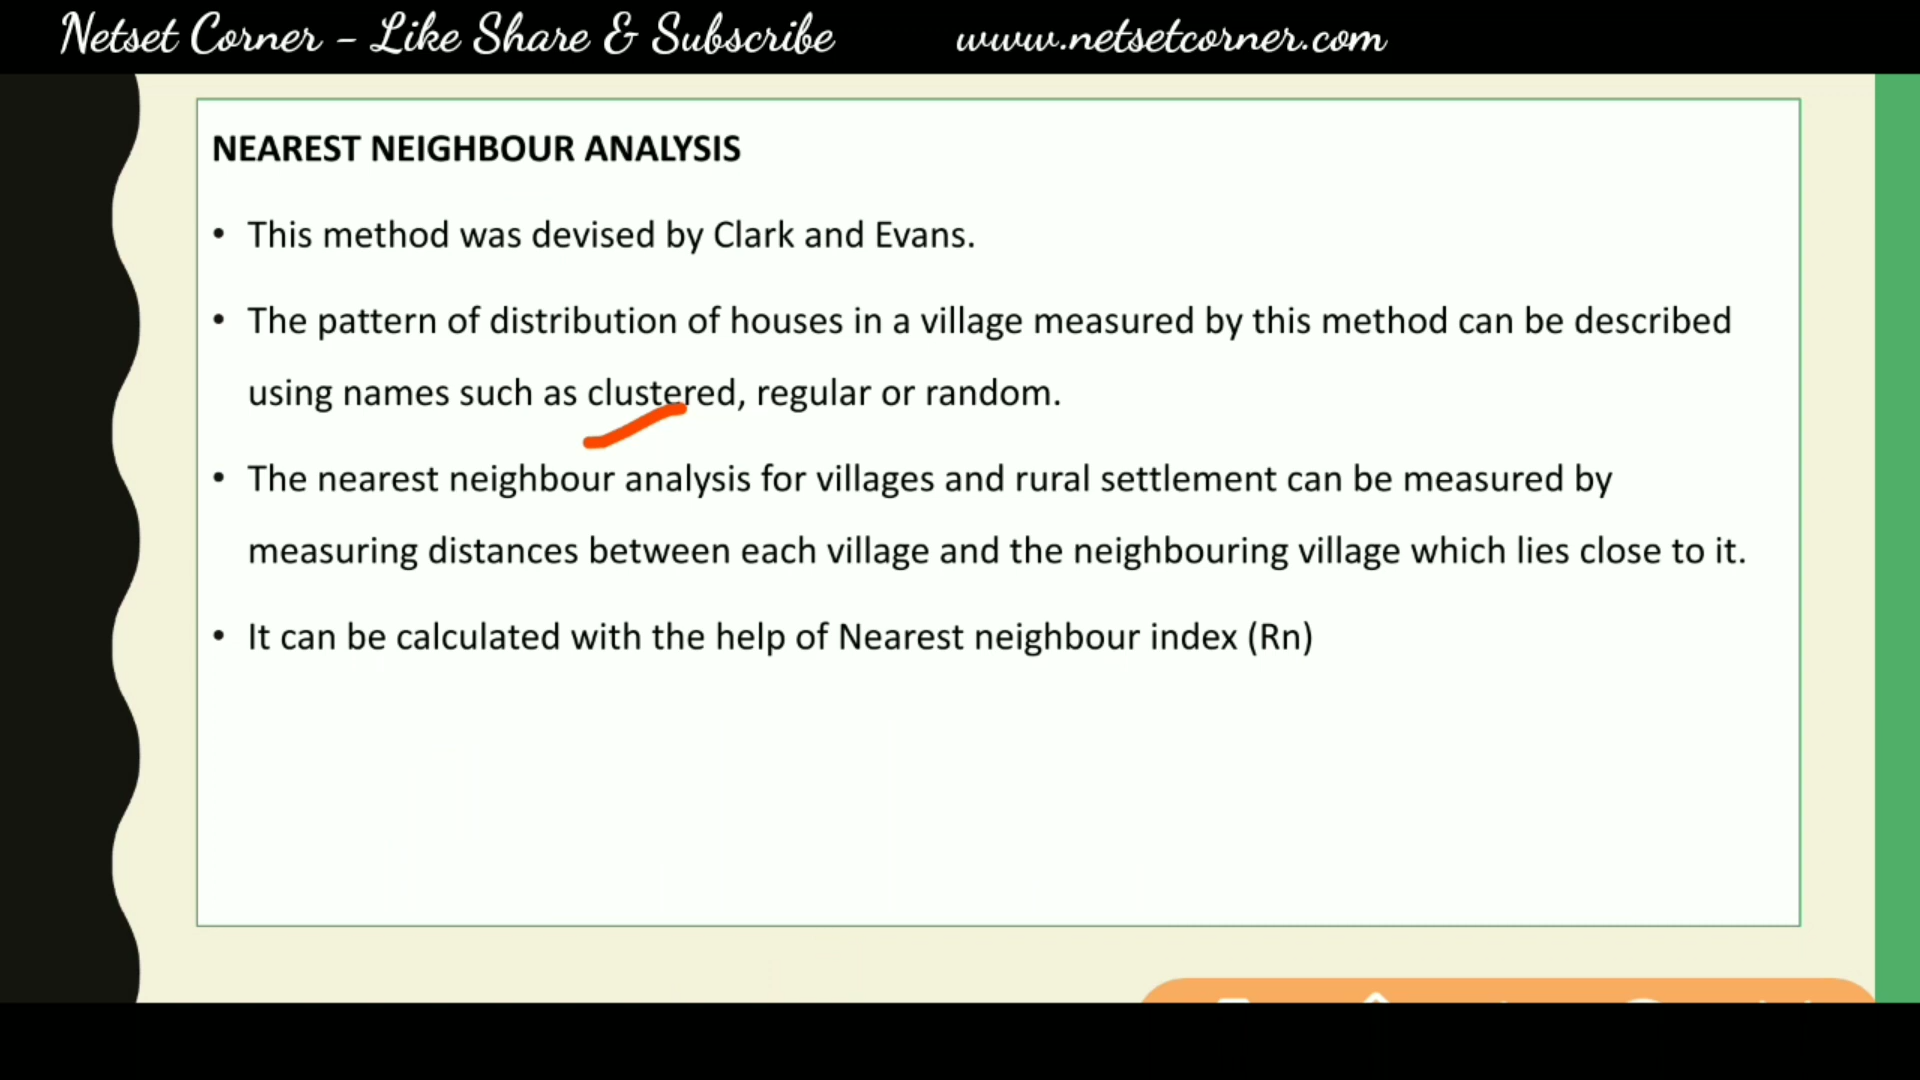 Netset Corner - Like Share & Subscribe www.netsetcorner.com
NEAREST NEIGHBOUR ANALYSIS
• This method was devised by Clark and Evans.
• The pattern of distribution of houses in a village measured by this method can be described
using names such as clustered, regular or random.
• The nearest neighbour analysis for villages and rural settlement can be measured by
measuring distances between each village and the neighbouring village which lies close to it.
• It can be calculated with the help of Nearest neighbour index (Rn)